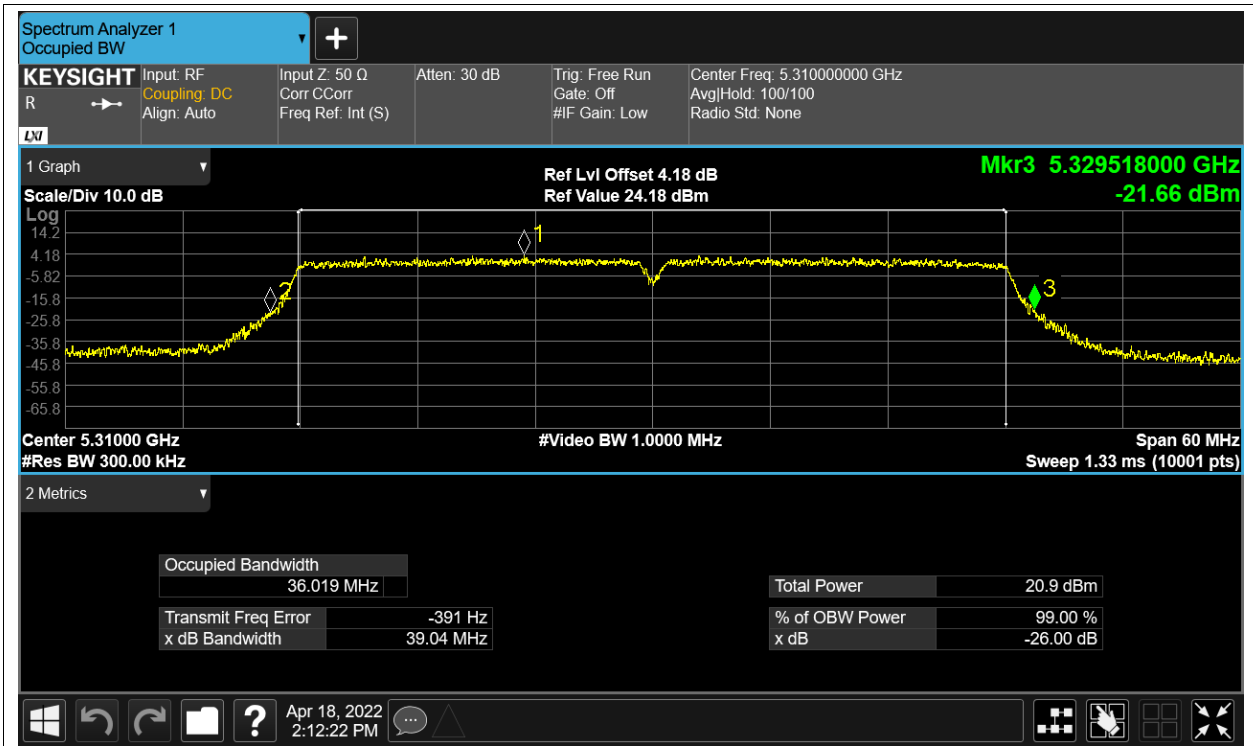 Spectrum Analyzer 1
Occupied BW
KEYSIGHT
R
LXI
Input: RF
Coupling: DC
Align: Auto
Input Z: 50 Ω
Corr CCorr
Freq Ref: Int (S)
Atten: 30 dB
Trig: Free Run
Gate: Off
#IF Gain: Low
Center Freq: 5.310000000 GHz
Avg|Hold: 100/100
Radio Std: None
1 Graph
Scale/Div 10.0 dB
Ref Lvl Offset 4.18 dB
Ref Value 24.18 dBm
Mkr3 5.329518000 GHz
-21.66 dBm
Log
14.2
4.18
-5.82
-15.8
-25.8
-35.8
-45.8
-55.8
-65.8
1
2
3
Center 5.31000 GHz
#Video BW 1.0000 MHz
Span 60 MHz
#Res BW 300.00 kHz
Sweep 1.33 ms (10001 pts)
2 Metrics
Occupied Bandwidth
36.019 MHz
Total Power 20.9 dBm
Transmit Freq Error -391 Hz
% of OBW Power 99.00 %
x dB Bandwidth 39.04 MHz
x dB -26.00 dB
?
Apr 18, 2022
2:12:22 PM